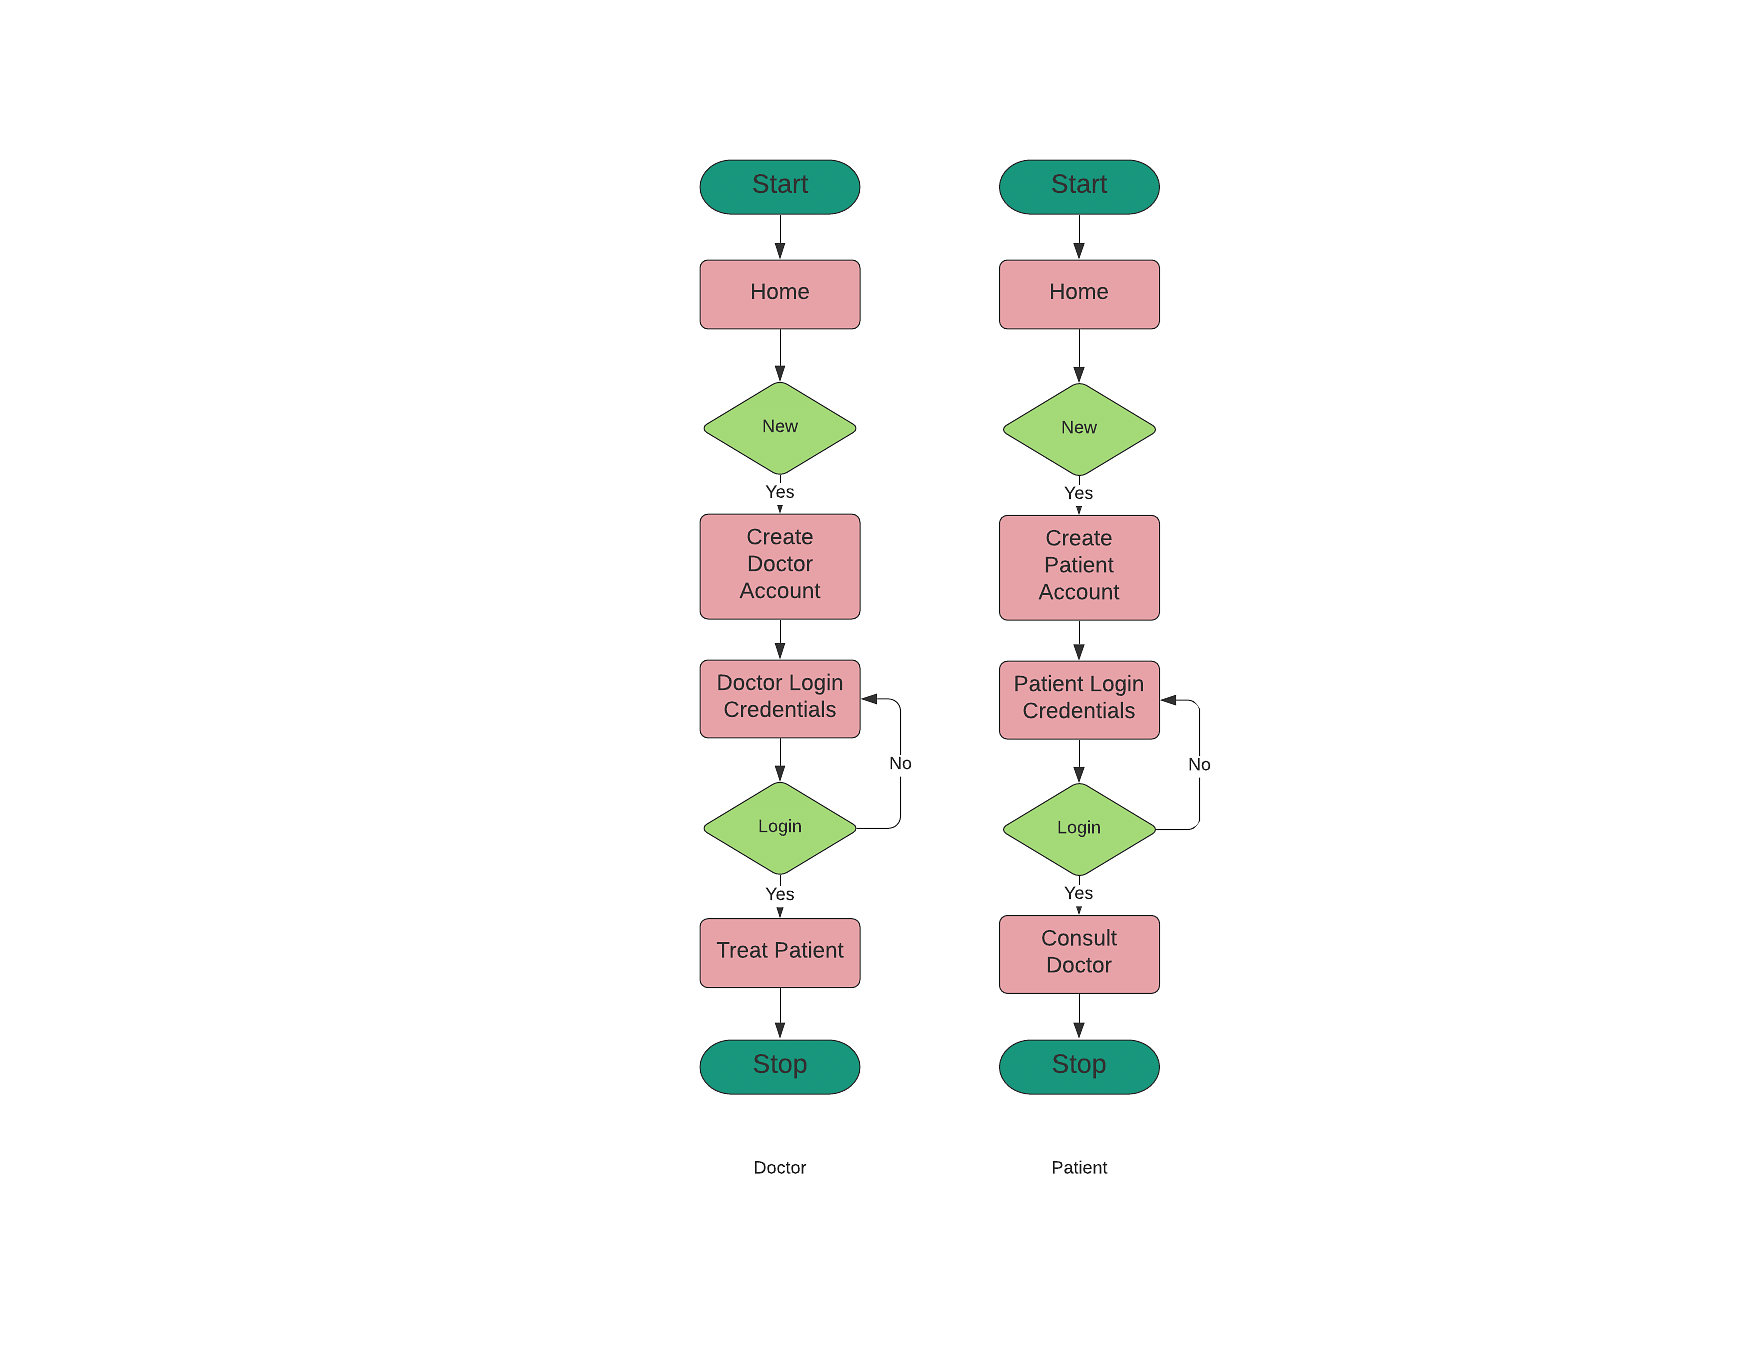 Start
Home
New
Yes
Create
Doctor
Account
Doctor Login
Credentials
No
Login
Yes
Treat Patient
Stop
Doctor
Start
Home
New
Yes
Create
Patient
Account
Patient Login
Credentials
No
Login
Yes
Consult
Doctor
Stop
Patient